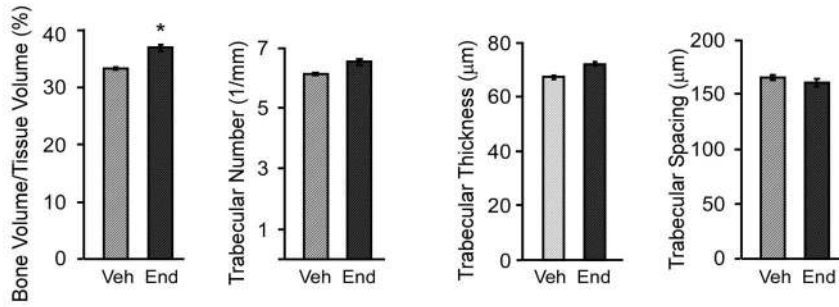 Bone Volume/Tissue Volume (%)
40
30
20
10
0
*
Veh End
Trabecular Number (1/mm)
7
6
3
1
Veh End
Trabecular Thickness (μm)
80
60
40
20
0
Veh End
Trabecular Spacing (μm)
200
150
100
50
0
Veh End